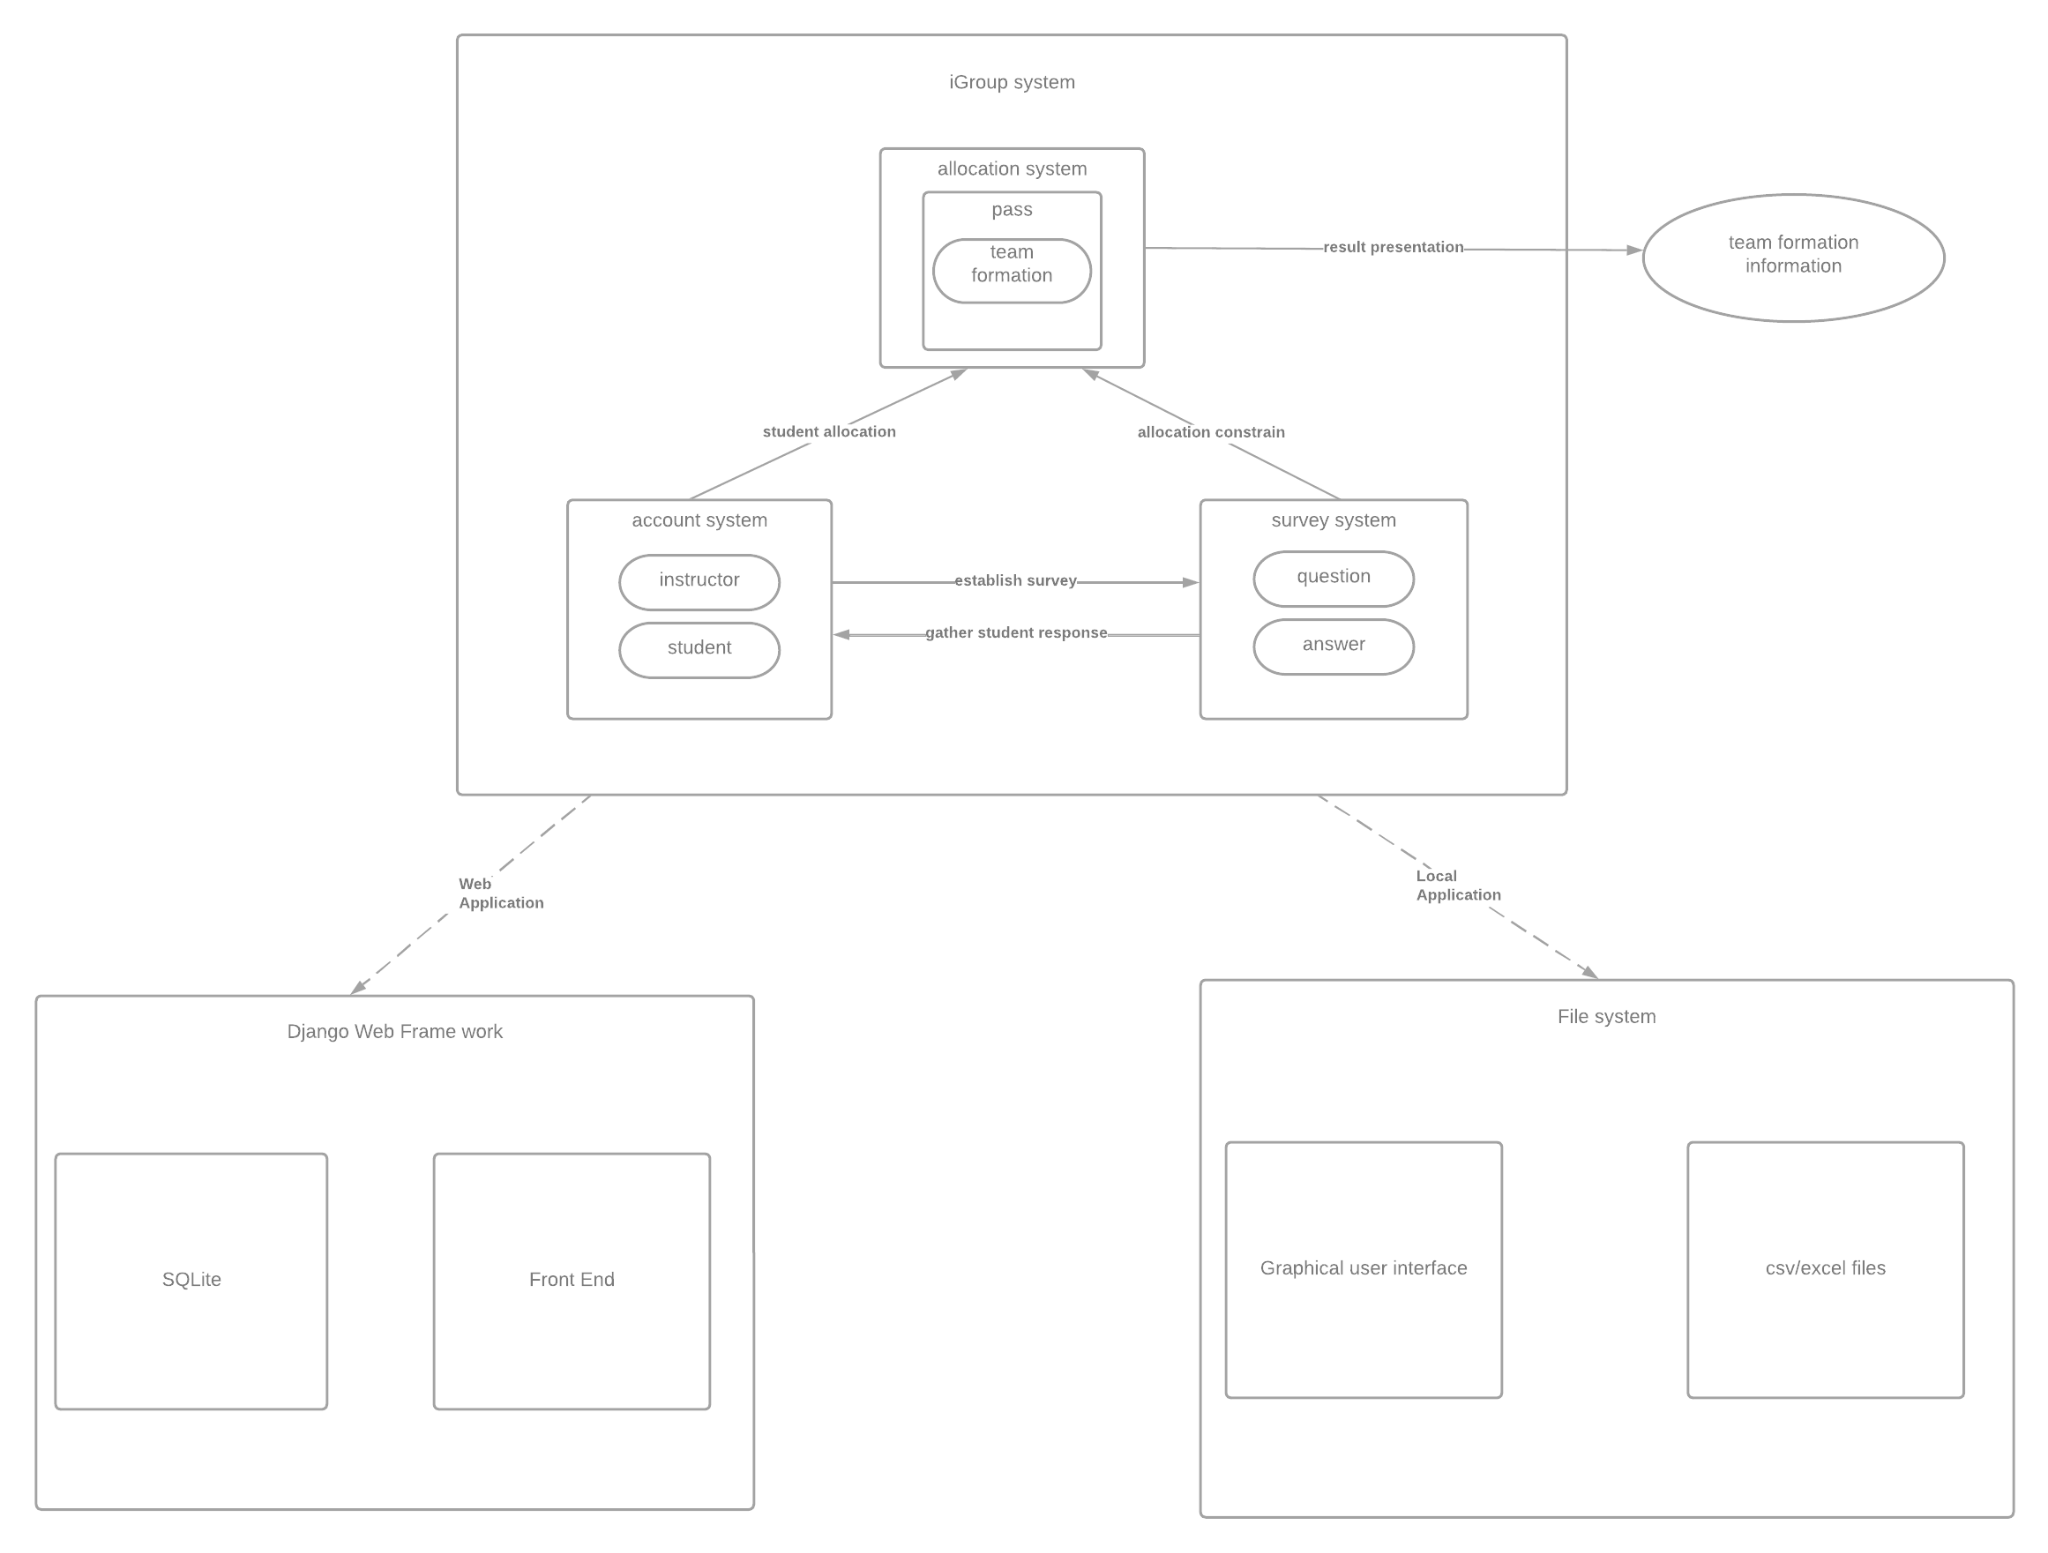 iGroup system
allocation system
pass
team
formation
result presentation
team formation
information
student allocation
allocation constrain
account system
instructor
student
establish survey
gather student response
survey system
question
answer
Web
Application
Local
Application
Django Web Frame work
SQLite
Front End
File system
Graphical user interface
csv/excel files